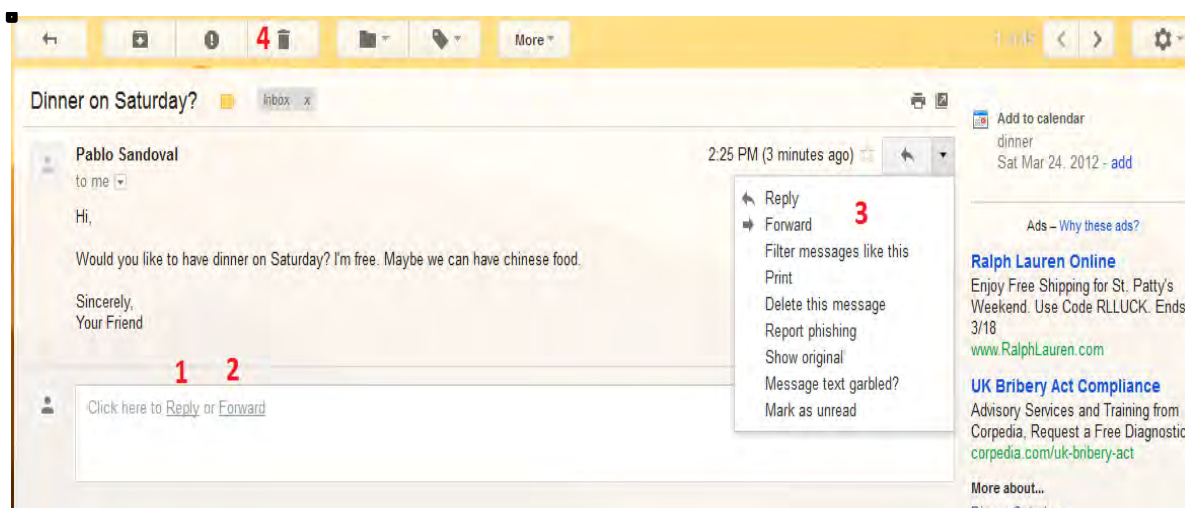 4
More
Dinner on Saturday?
Inbox x
Pablo Sandoval
2:25 PM (3 minutes ago)
to me
Hi,
Would you like to have dinner on Saturday? I'm free. Maybe we can have chinese food.
Sincerely,
Your Friend
Reply
3
Forward
Filter messages like this
Print
Delete this message
Report phishing
Show original
Message text garbled?
Mark as unread
1 2
Click here to Reply or Forward
Add to calendar
dinner
Sat Mar 24. 2012 - add
Ads – Why these ads?
Ralph Lauren Online
Enjoy Free Shipping for St. Patty's
Weekend. Use Code RLLUCK. Ends
3/18
www.RalphLauren.com
UK Bribery Act Compliance
Advisory Services and Training from
Corpedia, Request a Free Diagnostic
corpedia.com/uk-bribery-act
More about...